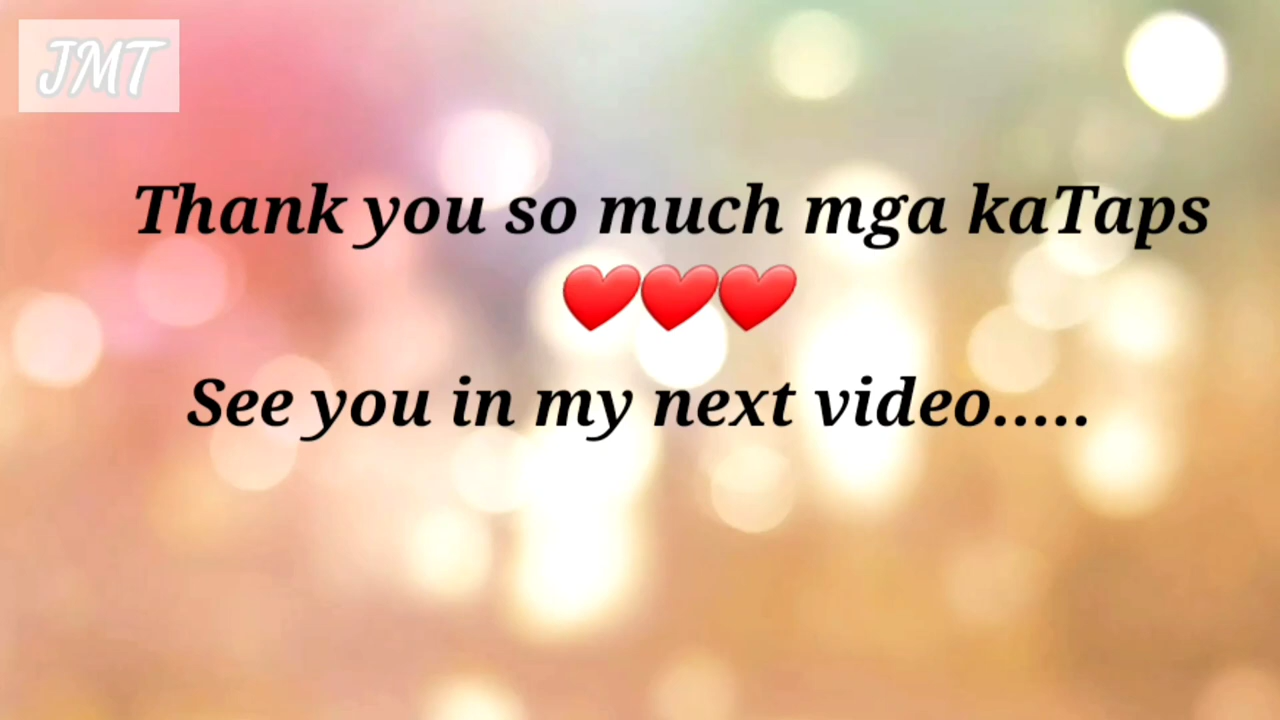 JMT
Thank you so much mga kaTaps
❤️❤️❤️
See you in my next video.....